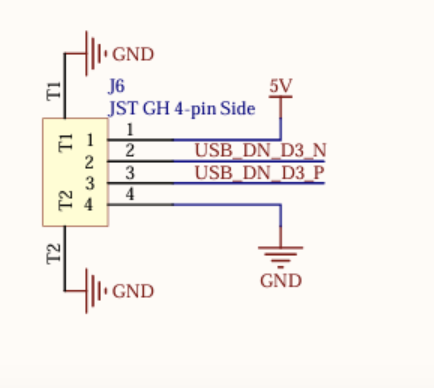 GND
T1
J6
5V
JST GH 4-pin Side
T1
1
1
2
2
USB_DN_D3_N
3
3
USB_DN_D3_P
T2
4
4
T2
GND
GND